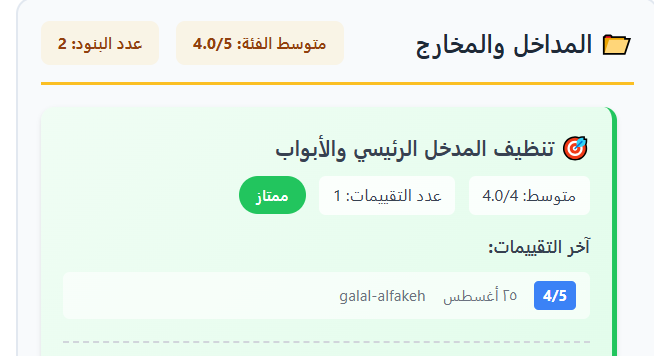 المداخل والمخارج
متوسط الفئة: 4.0/5
عدد البنود: 2
تنظيف المدخل الرئيسي والأبواب
متوسط: 4.0/4
عدد التقييمات: 1
ممتاز
آخر التقييمات:
4/5 ٢٥ أغسطس galal-alfakeh